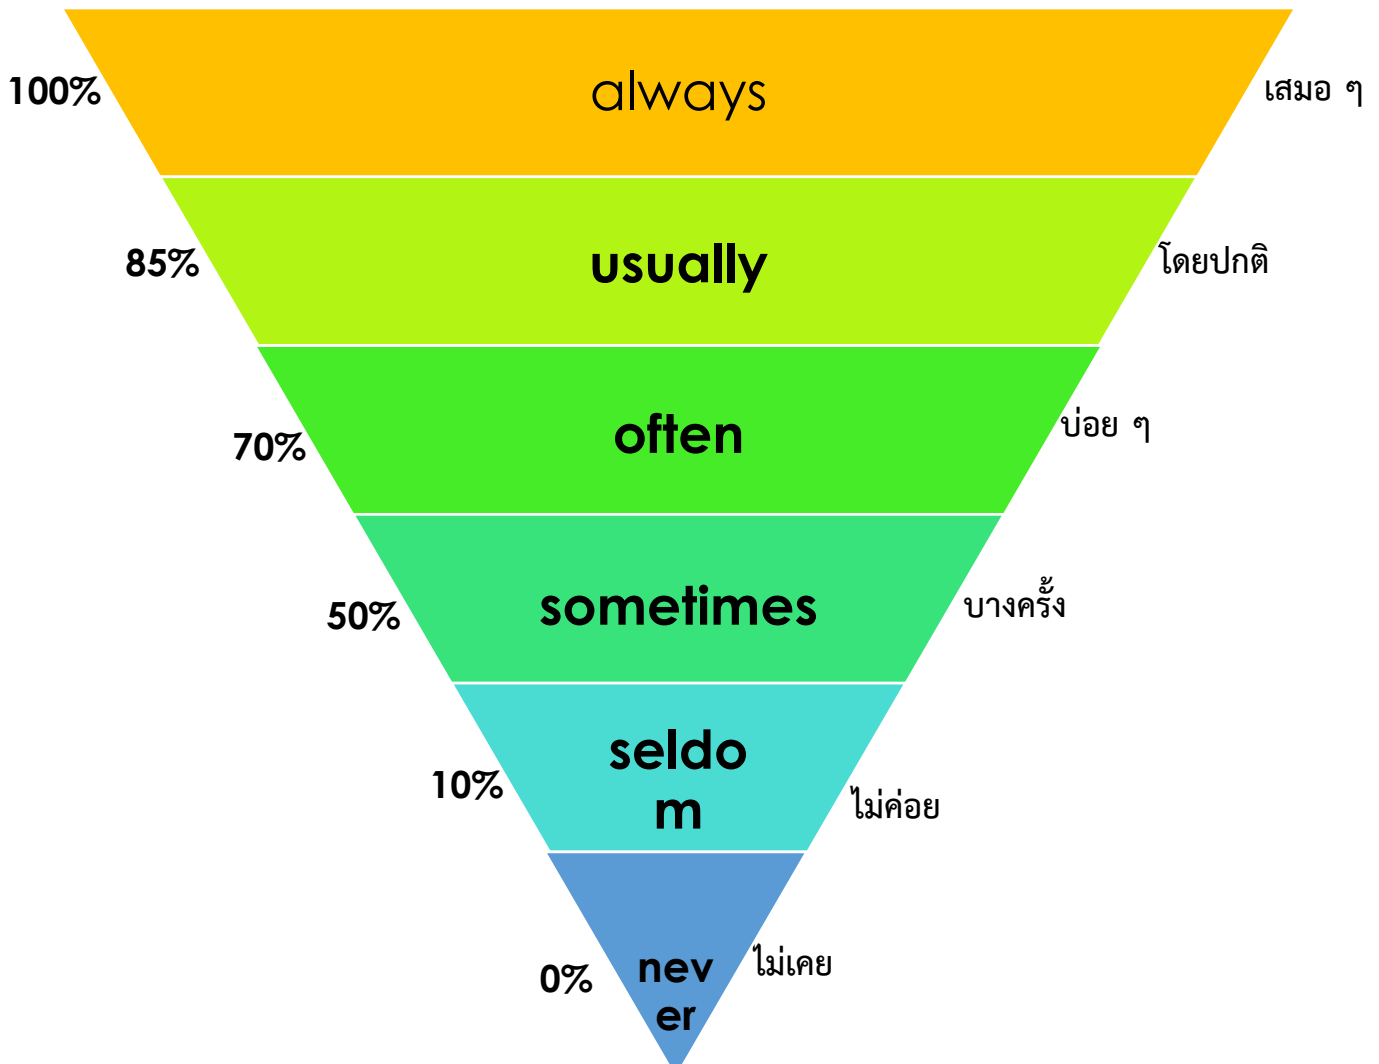 100% always เสมอ ๆ
85% usually โดยปกติ
70% often บ่อย ๆ
50% sometimes บางครั้ง
seldo
10% m ไม่ค่อย
0% nev ไม่เคย
er